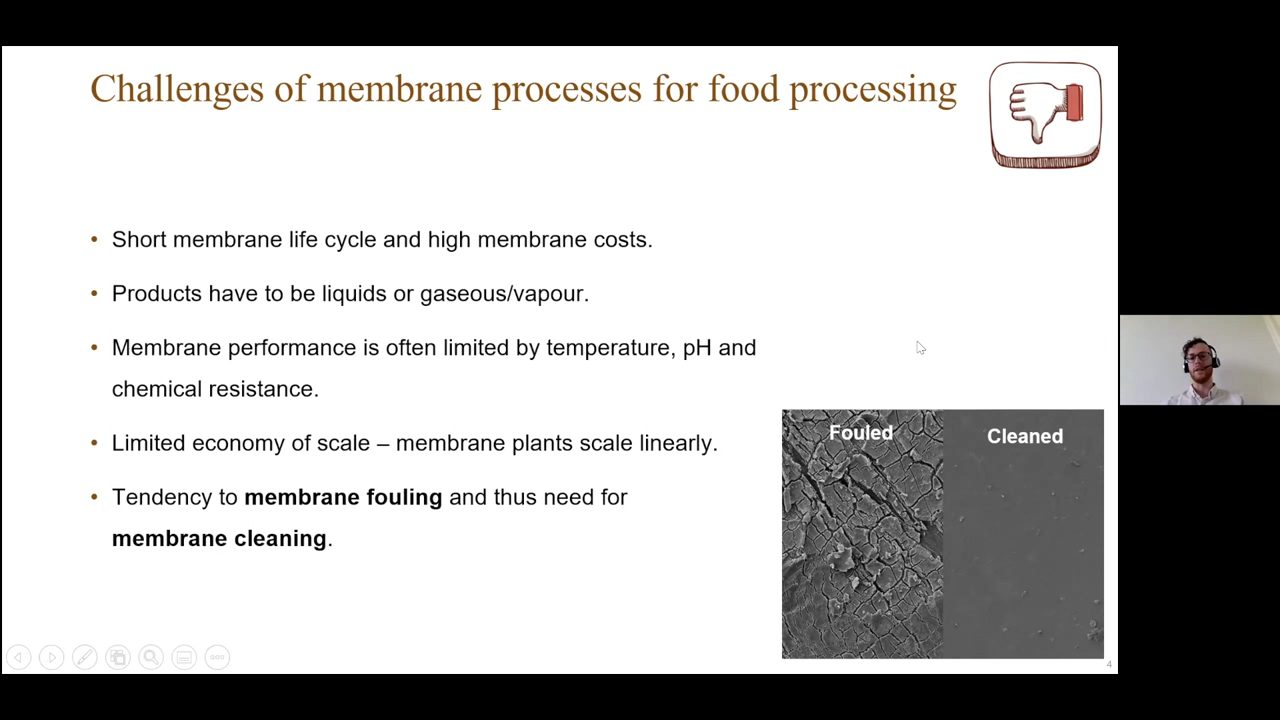 Challenges of membrane processes for food processing
• Short membrane life cycle and high membrane costs.
• Products have to be liquids or gaseous/vapour.
• Membrane performance is often limited by temperature, pH and
chemical resistance.
• Limited economy of scale – membrane plants scale linearly.
• Tendency to membrane fouling and thus need for
membrane cleaning.
Fouled
Cleaned
4